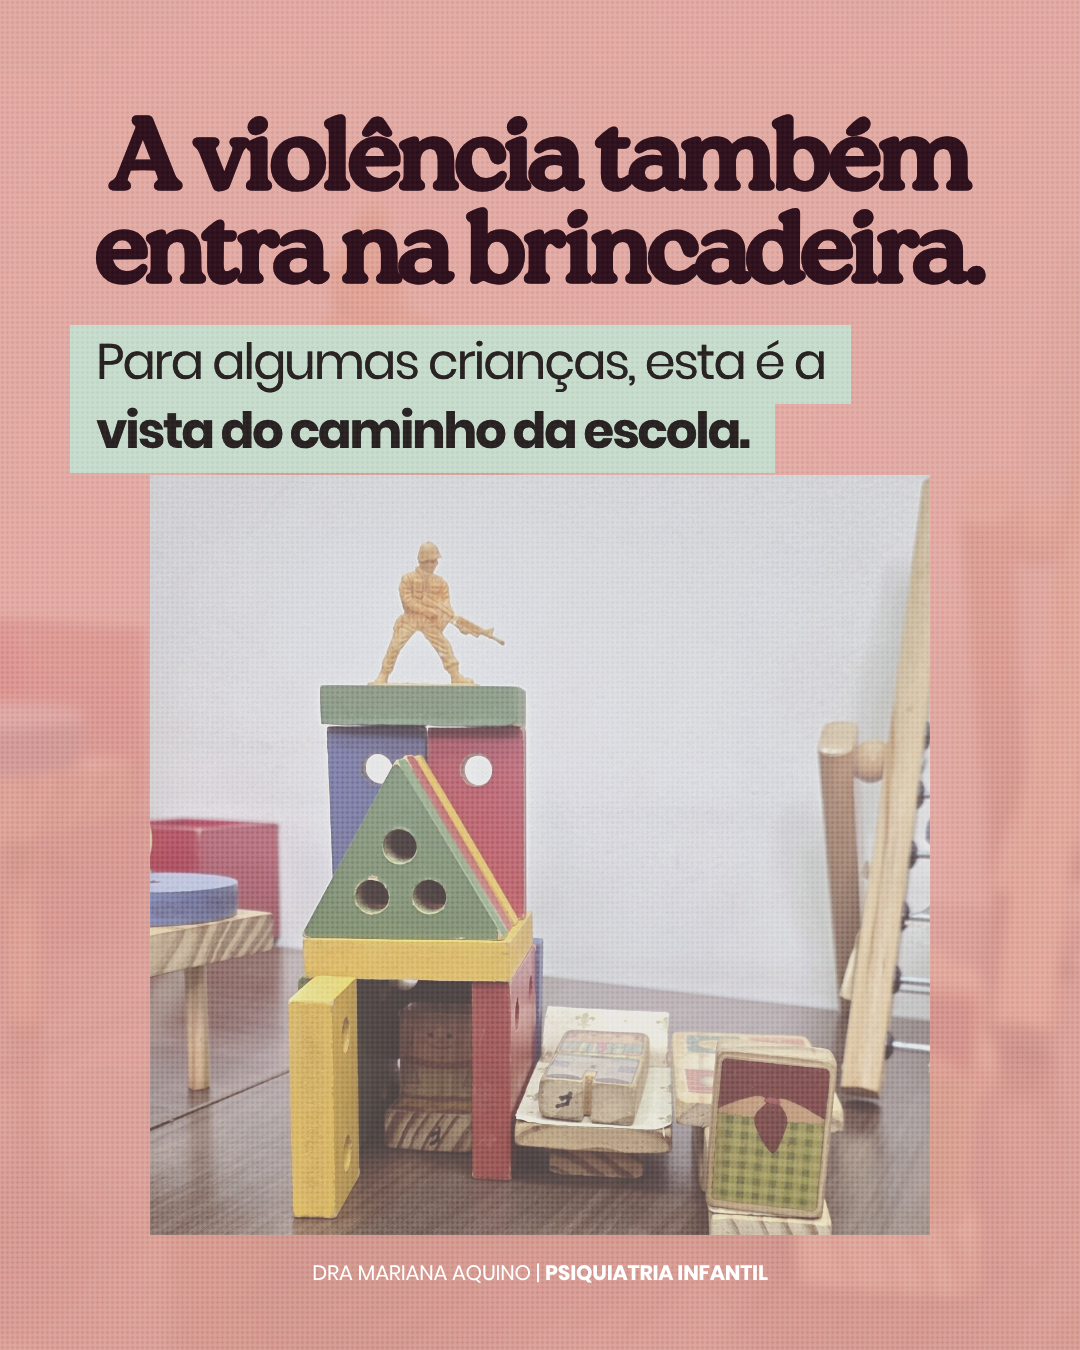 A violência também
entra na brincadeira.
Para algumas crianças, esta é a
vista do caminho da escola.
DRA MARIANA AQUINO | PSIQUIATRIA INFANTIL